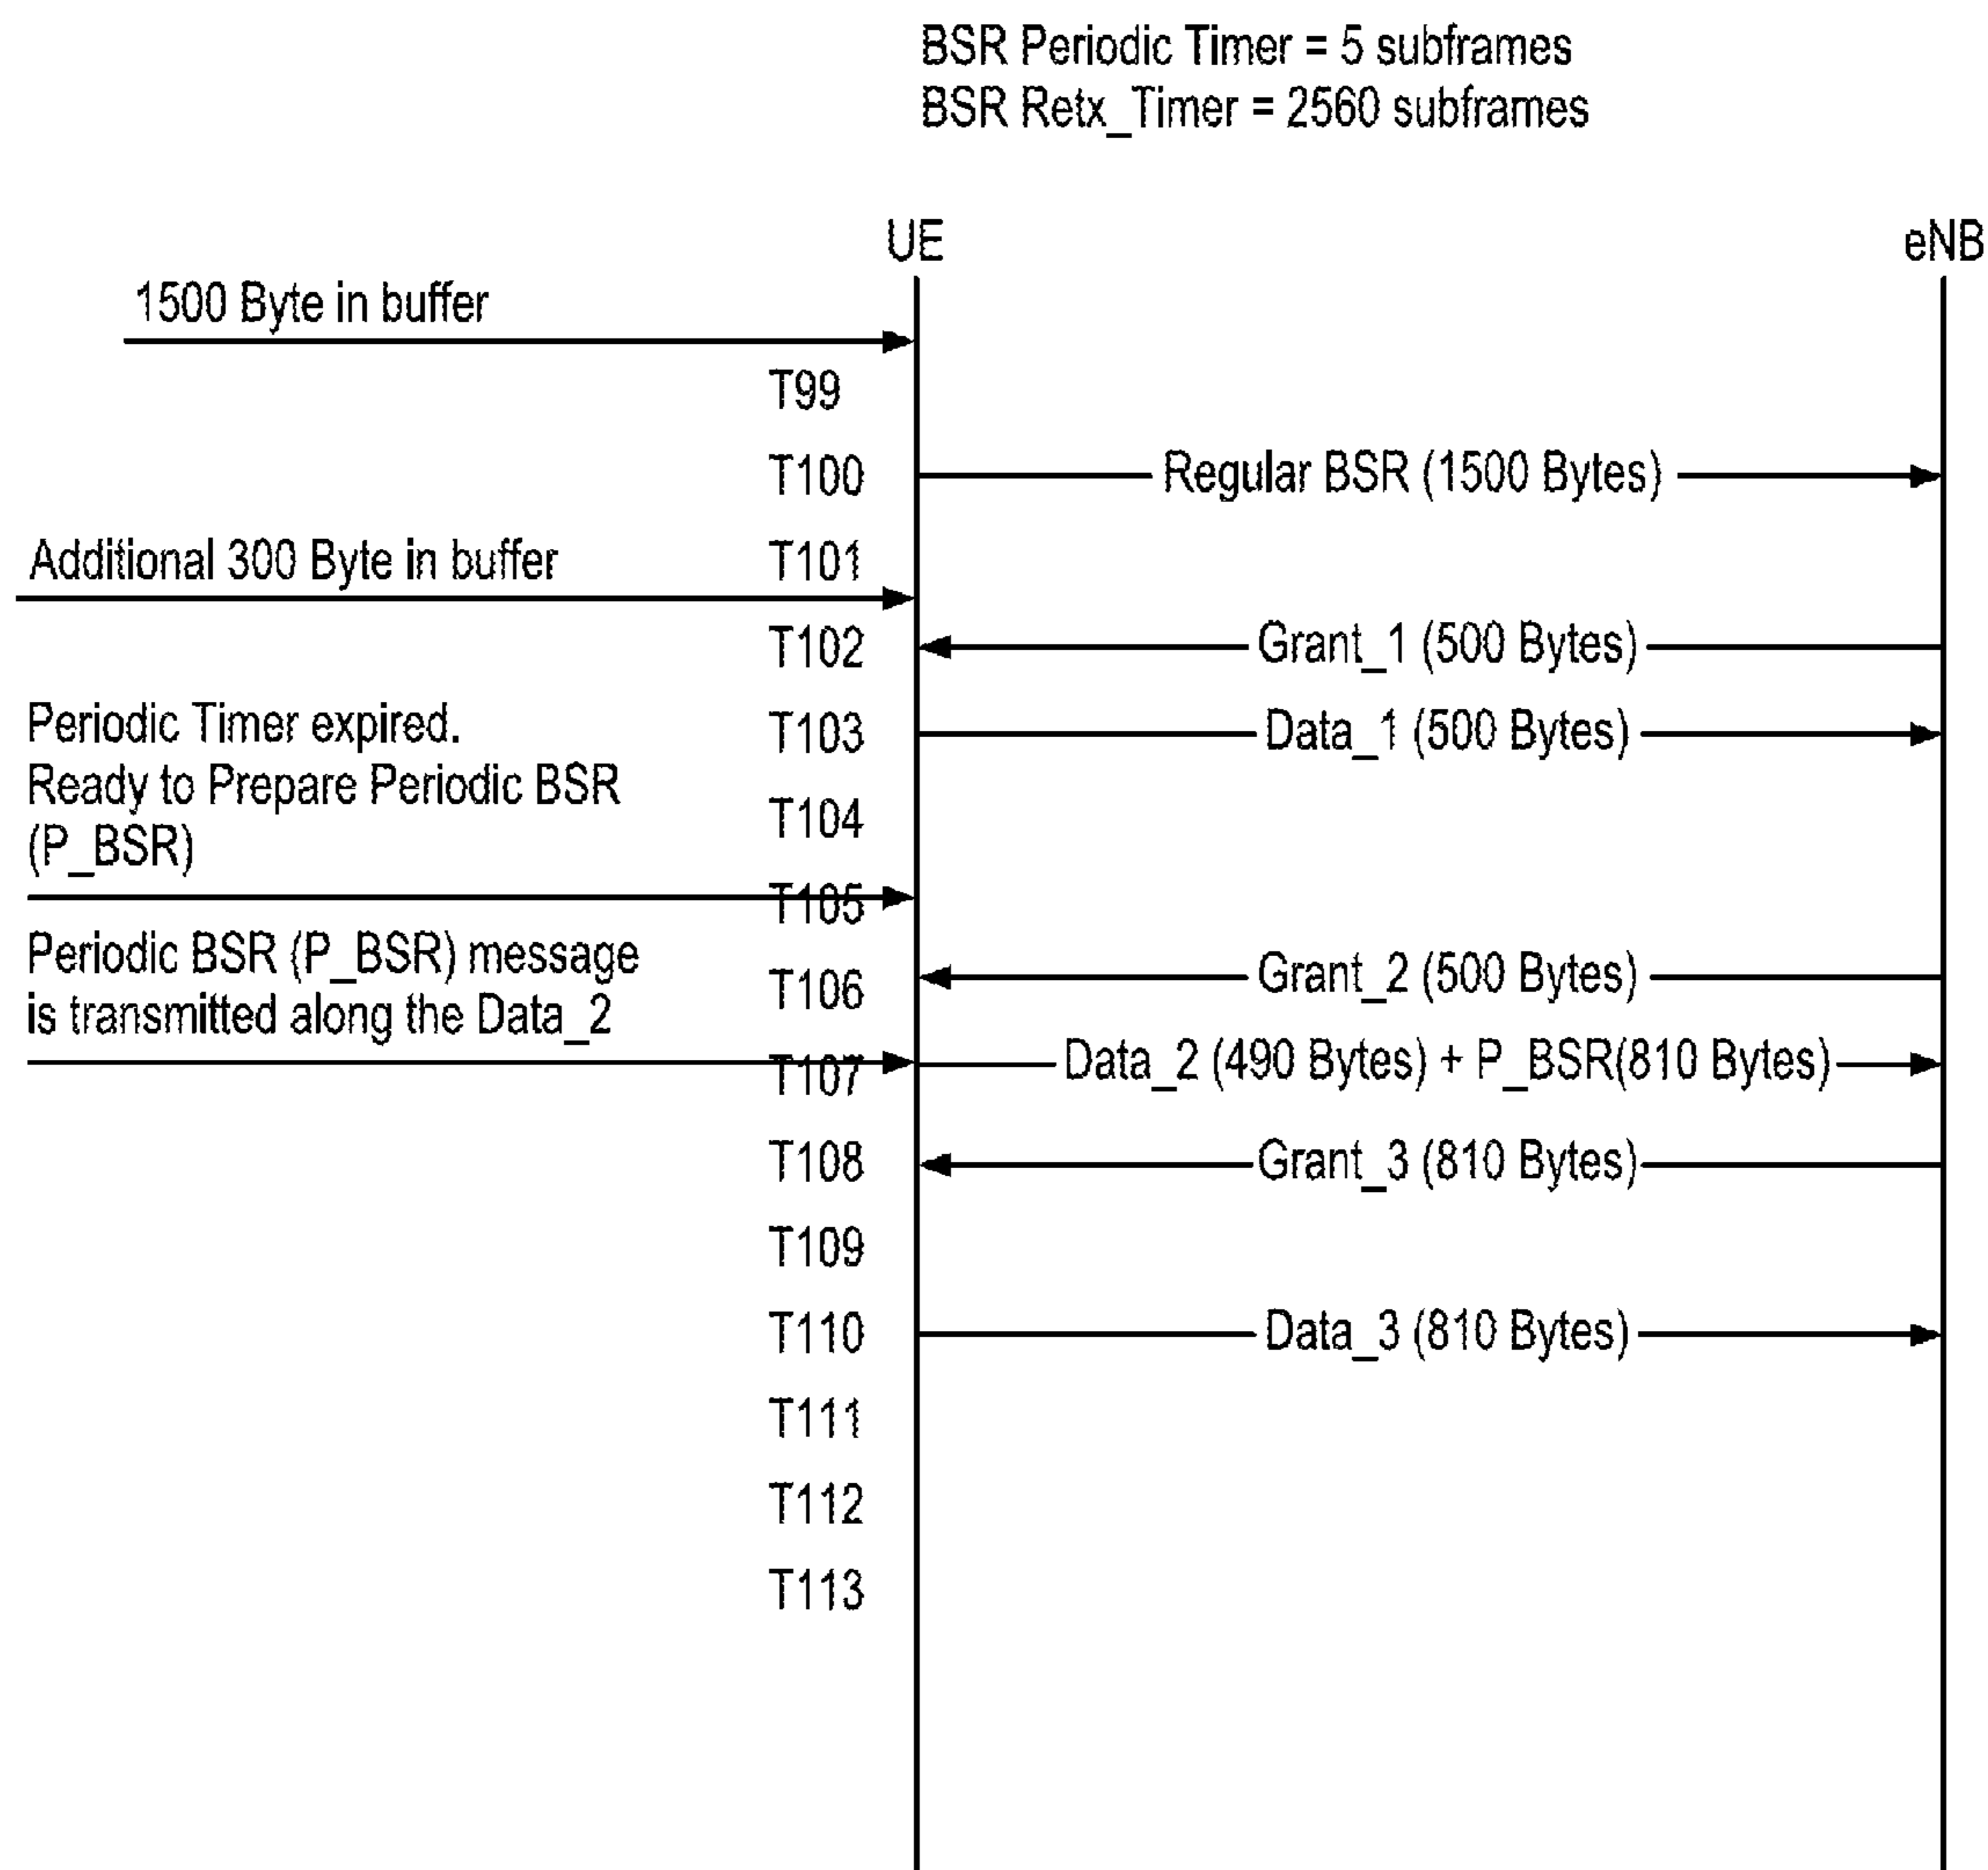 BSR Periodic Timer = 5 subframes
BSR Retx_Timer = 2560 subframes
UE
eNB
1500 Byte in buffer
T99
T100
Regular BSR (1500 Bytes)
Additional 300 Byte in buffer
T101
T102
Grant_1 (500 Bytes)
Periodic Timer expired.
Ready to Prepare Periodic BSR
(P_BSR)
T103
Data_1 (500 Bytes)
T104
T105
Periodic BSR (P_BSR) message
is transmitted along the Data_2
T106
Grant_2 (500 Bytes)
T107
Data_2 (490 Bytes) + P_BSR(810 Bytes)
T108
Grant_3 (810 Bytes)
T109
T110
Data_3 (810 Bytes)
T111
T112
T113